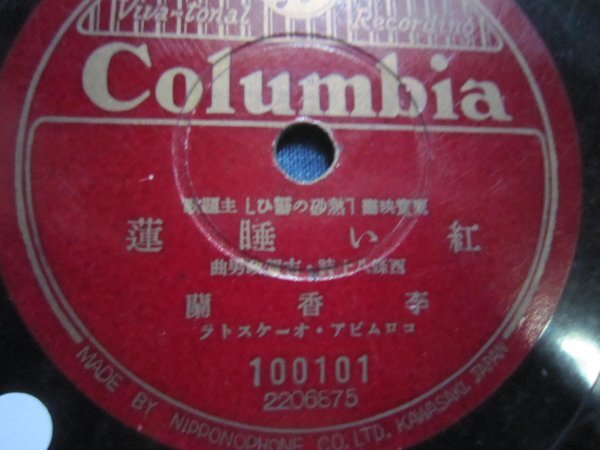 Viva-tonal Recording
Columbia
東寳映畫「熱砂の誓ひ」主題歌
紅い睡蓮
西條八十詩・古賀政男曲
李香蘭
コロムビア・オーケストラ
100101
2206875
MADE BY NIPPONOPHONE CO., LTD., KAWASAKI, JAPAN